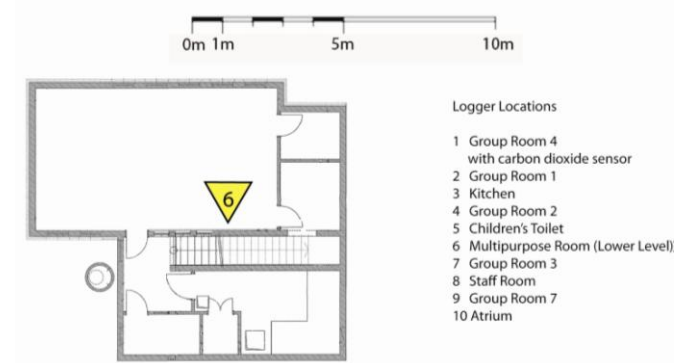 0m 1m 5m 10m
Logger Locations
1 Group Room 4
with carbon dioxide sensor
2 Group Room 1
3 Kitchen
4 Group Room 2
5 Children's Toilet
6 Multipurpose Room (Lower Level)
7 Group Room 3
8 Staff Room
9 Group Room 7
10 Atrium
6